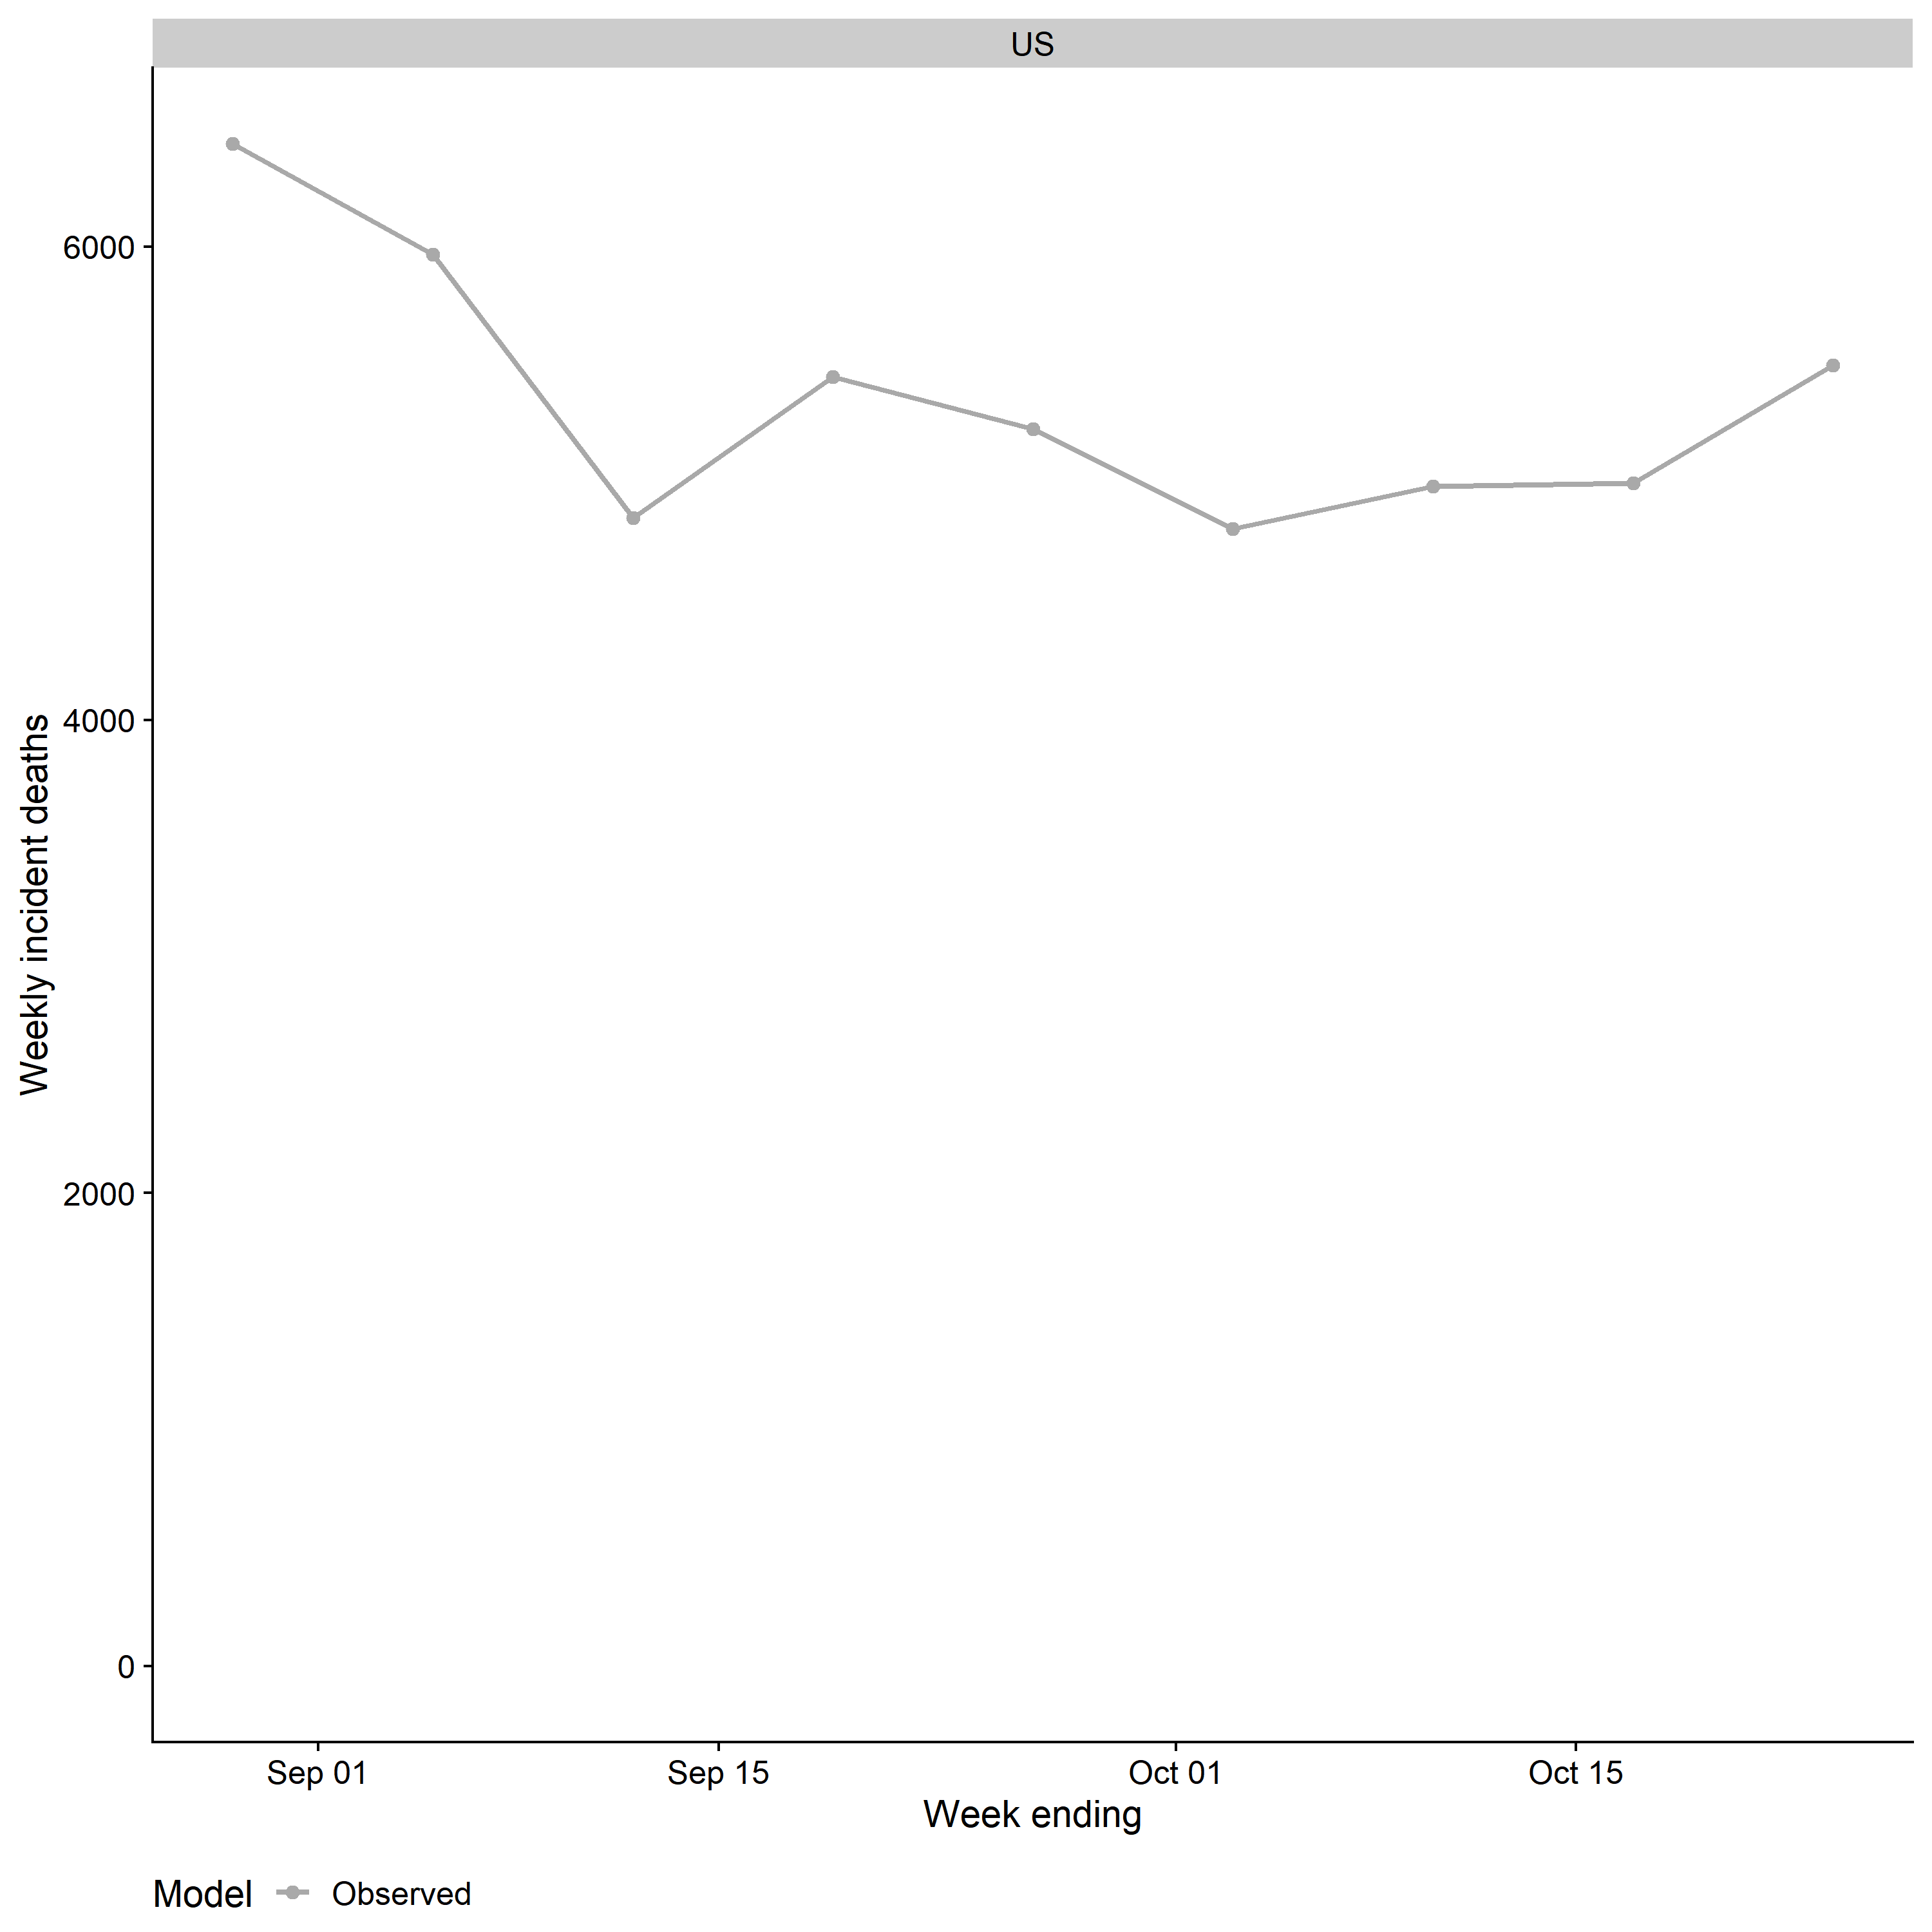 US
Weekly incident deaths
6000
4000
2000
0
Sep 01
Sep 15
Oct 01
Oct 15
Week ending
Model
Observed